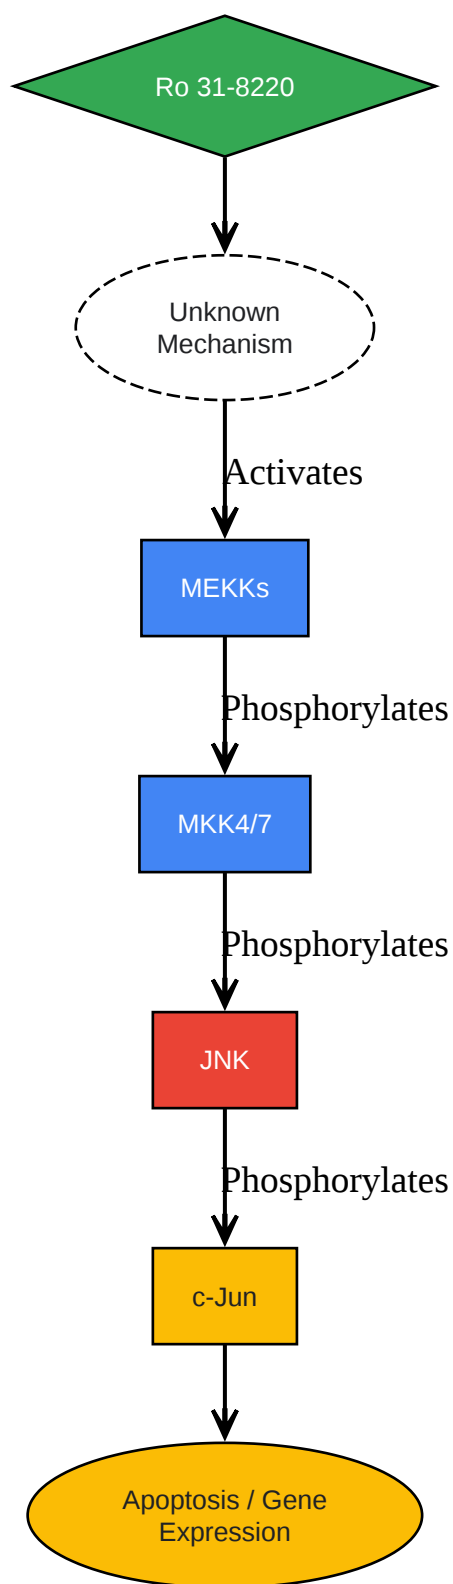 Ro 31-8220
Unknown
Mechanism
Activates
MEKKs
Phosphorylates
MKK4/7
Phosphorylates
JNK
Phosphorylates
c-Jun
Apoptosis / Gene
Expression